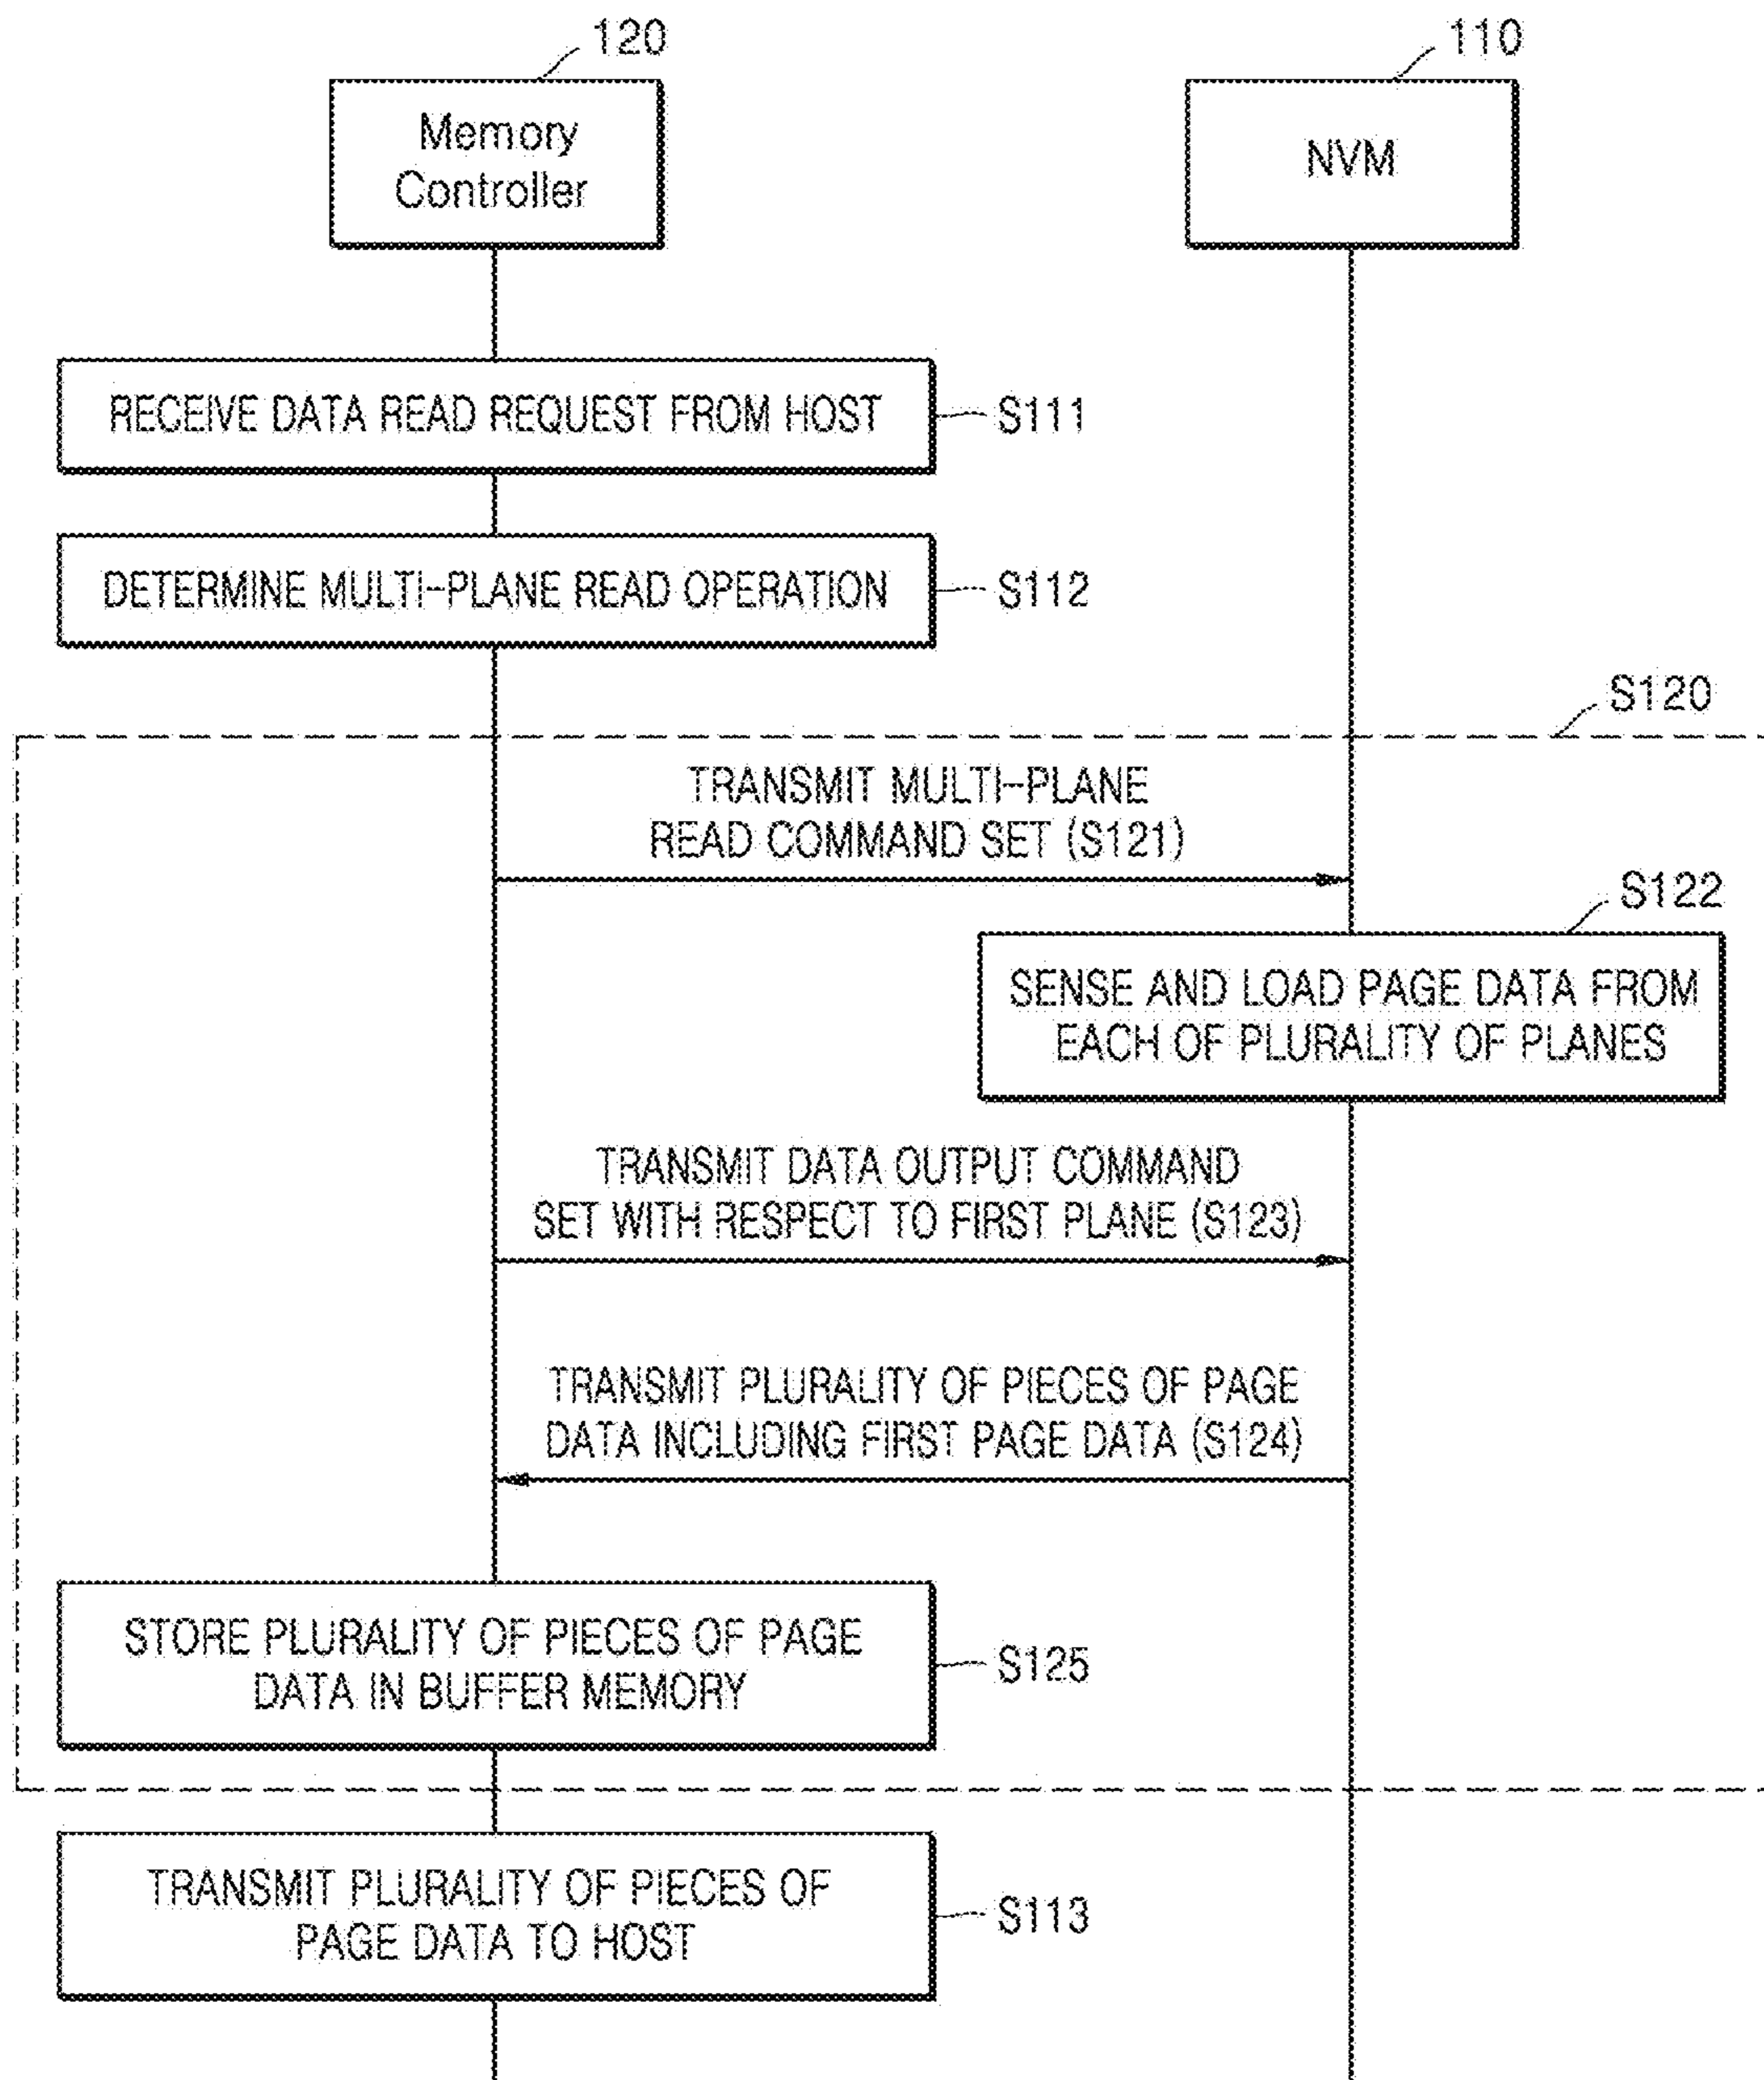 120
110
Memory
Controller
NVM
RECEIVE DATA READ REQUEST FROM HOST
S111
DETERMINE MULTI-PLANE READ OPERATION
S112
S120
TRANSMIT MULTI-PLANE
READ COMMAND SET (S121)
S122
SENSE AND LOAD PAGE DATA FROM
EACH OF PLURALITY OF PLANES
TRANSMIT DATA OUTPUT COMMAND
SET WITH RESPECT TO FIRST PLANE (S123)
TRANSMIT PLURALITY OF PIECES OF PAGE
DATA INCLUDING FIRST PAGE DATA (S124)
STORE PLURALITY OF PIECES OF PAGE
DATA IN BUFFER MEMORY
S125
TRANSMIT PLURALITY OF PIECES OF
PAGE DATA TO HOST
S113